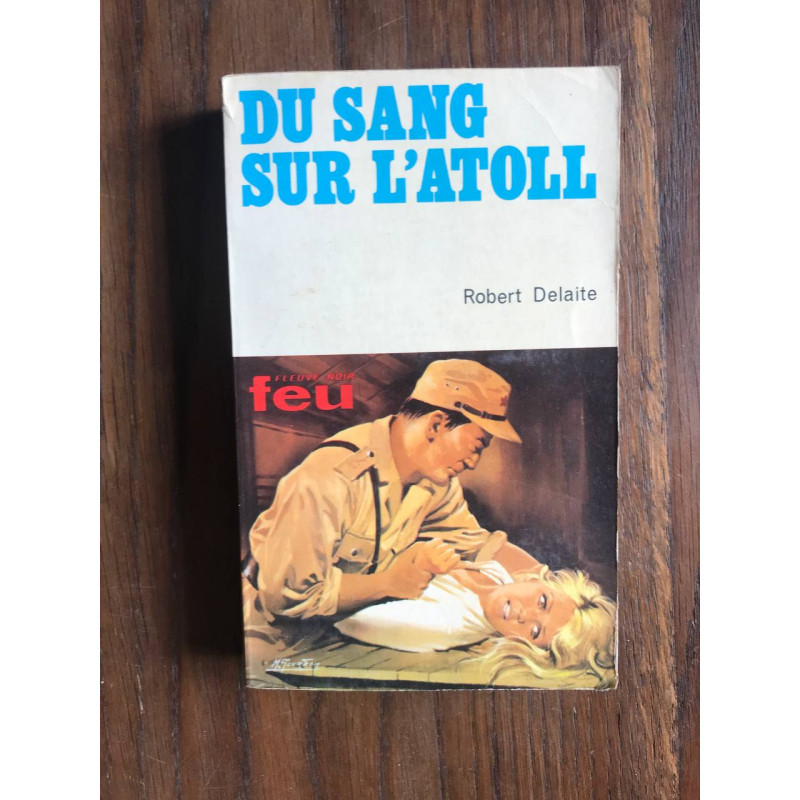 DU SANG
SUR L'ATOLL
Robert Delaite
FLEUVE NOIR
feu